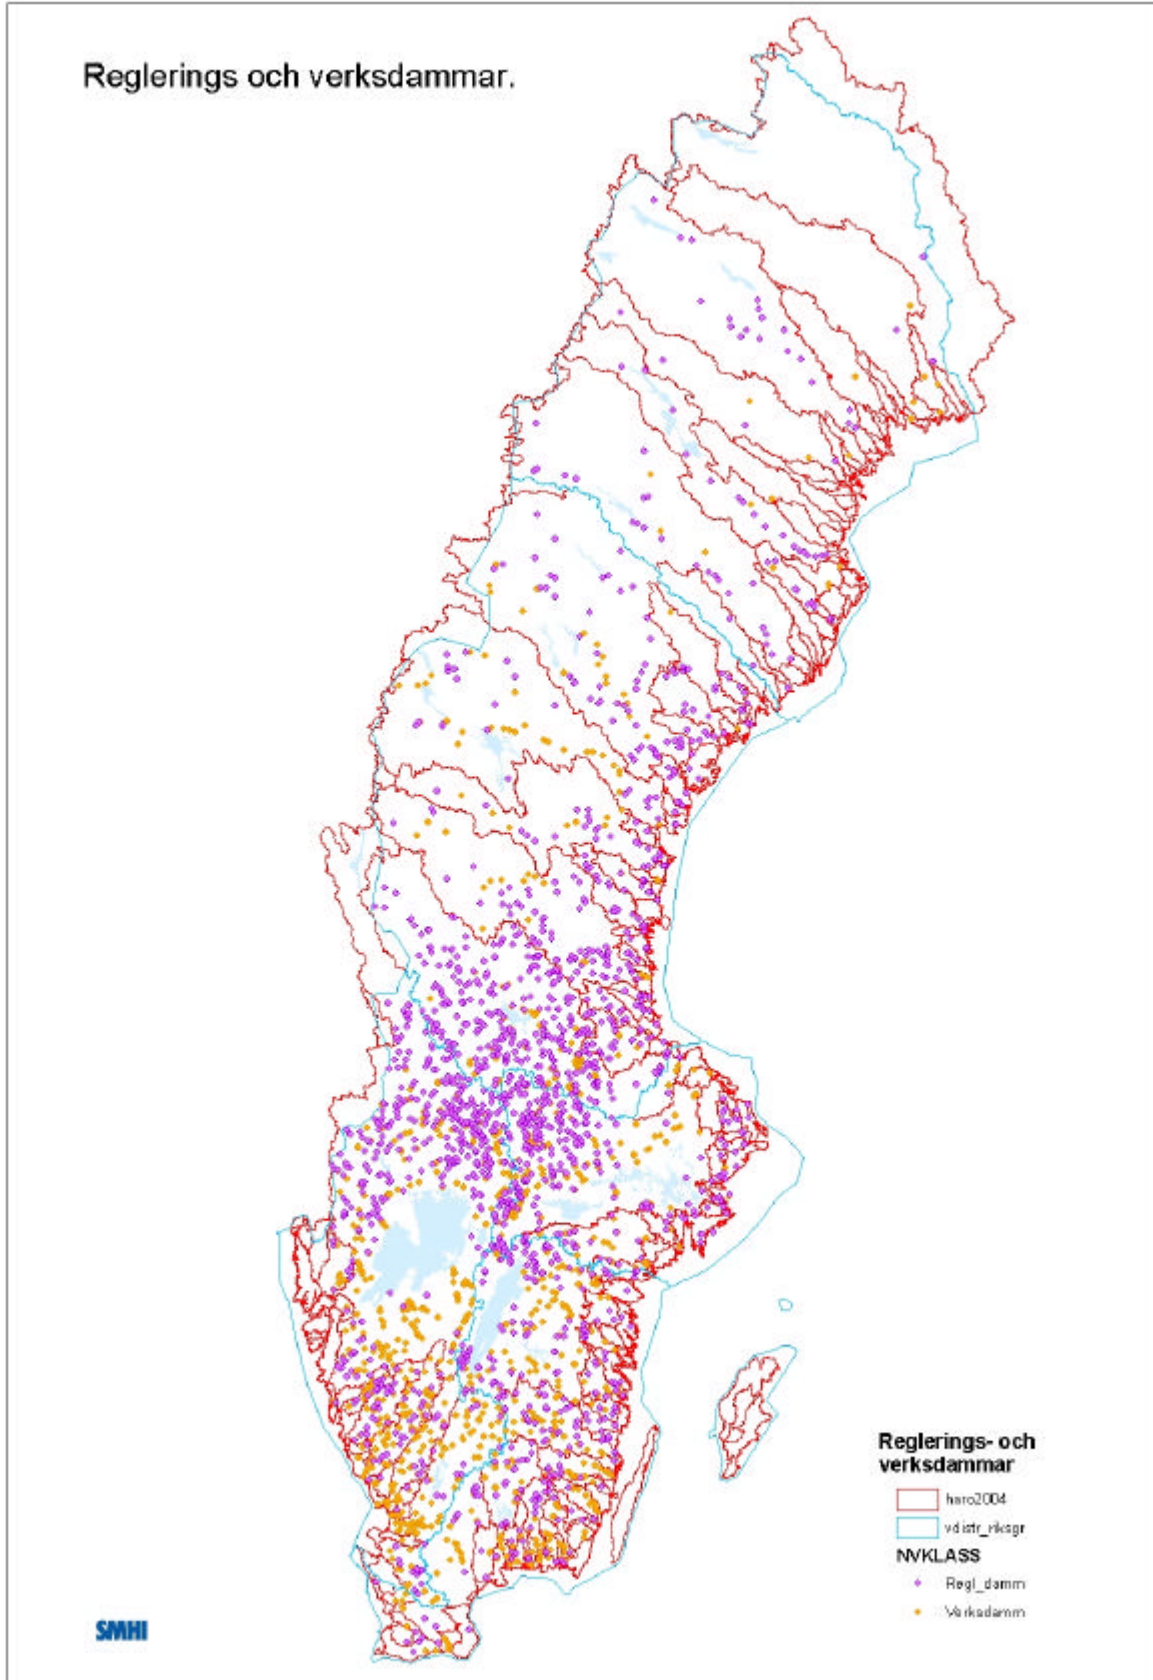 Reglerings och verksdammar.
Reglerings- och
verksdammar
haro2004
vdistr_riksgr
NVKLASS
Regl_damm
Verksdamm
SMHI